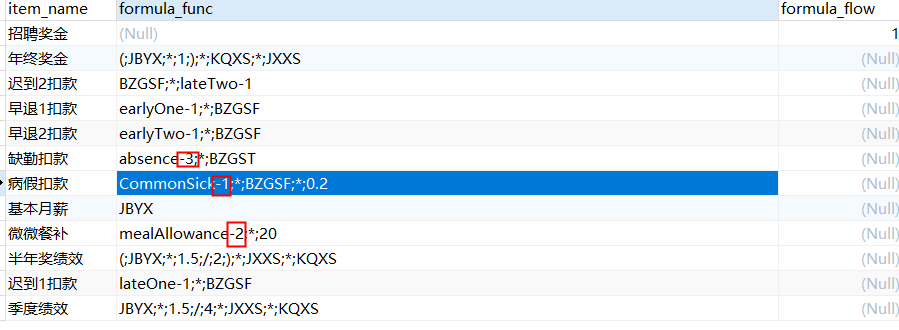 item_name formula_func formula_flow
招聘奖金 (Null) 1
年终奖金 (;JBYX;*;1;);*;KQXS;*;JXXS (Null)
迟到2扣款 BZGSF;*;lateTwo-1 (Null)
早退1扣款 earlyOne-1;*;BZGSF (Null)
早退2扣款 earlyTwo-1;*;BZGSF (Null)
缺勤扣款 absence-3;*;BZGST (Null)
病假扣款 CommonSick-1;*;BZGSF;*;0.2 (Null)
基本月薪 JBYX (Null)
微微餐补 mealAllowance-2;*;20 (Null)
半年奖绩效 (;JBYX;*;1.5;/;2;);*;JXXS;*;KQXS (Null)
迟到1扣款 lateOne-1;*;BZGSF (Null)
季度绩效 JBYX;*;1.5;/;4;*;JXXS;*;KQXS (Null)